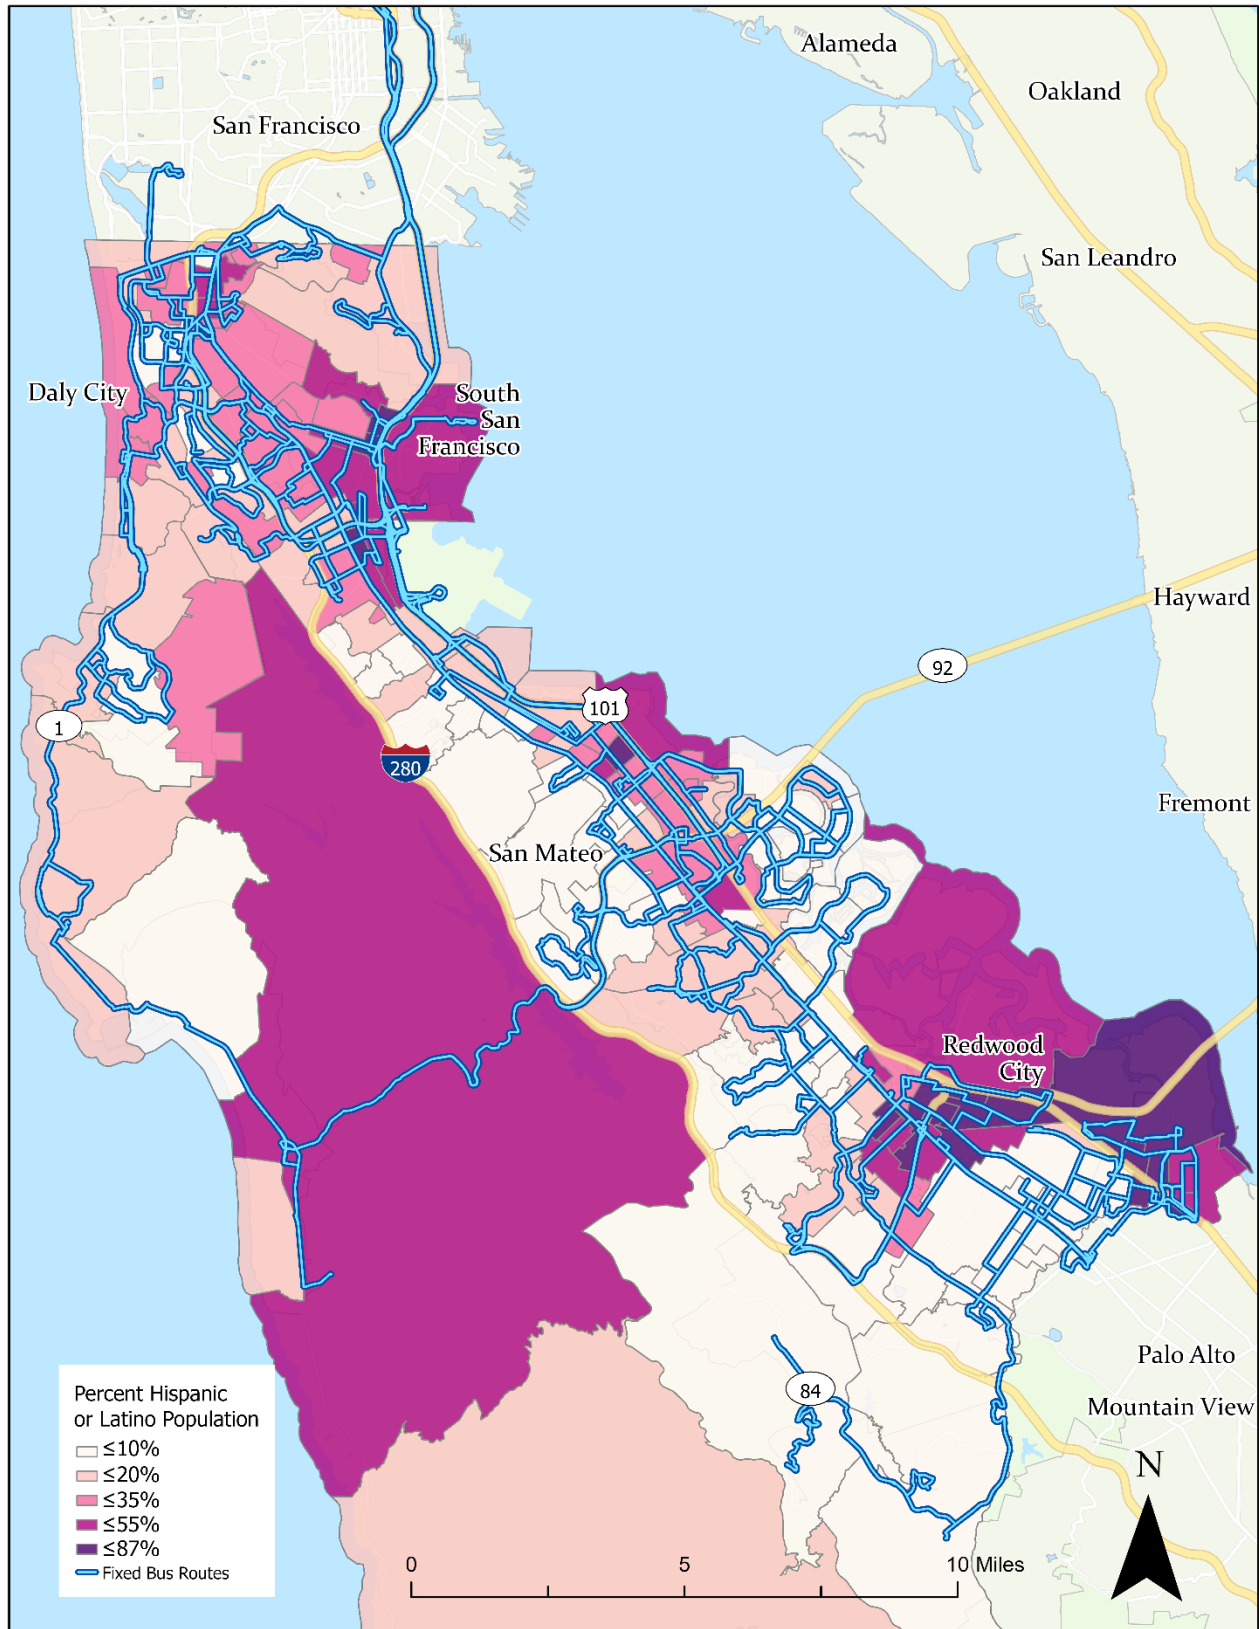 Alameda
Oakland
San Francisco
San Leandro
Daly City
South
San
Francisco
Hayward
92
101
1
280
Fremont
San Mateo
Redwood
City
Palo Alto
84
Mountain View
Percent Hispanic
or Latino Population
≤10%
≤20%
≤35%
≤55%
≤87%
Fixed Bus Routes
N
0 5 10 Miles